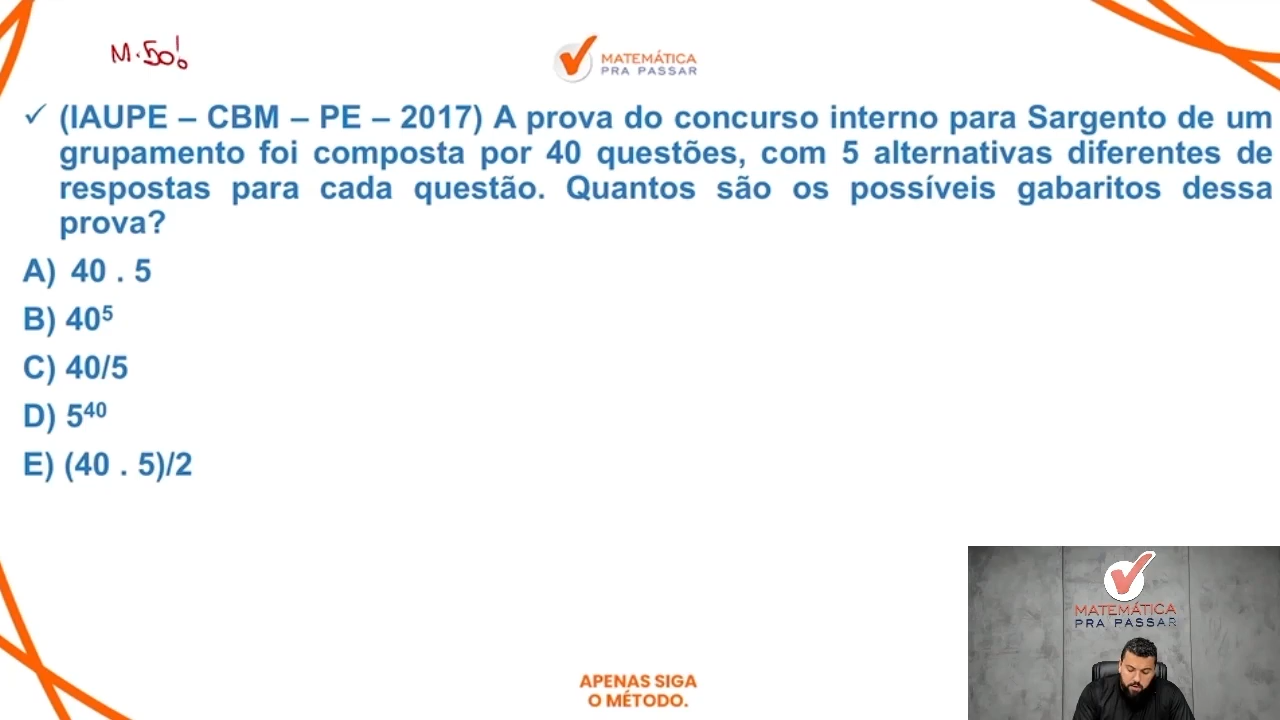 M.50!
MATEMÁTICA
PRA PASSAR
✓ (IAUPE – CBM – PE – 2017) A prova do concurso interno para Sargento de um
grupamento foi composta por 40 questões, com 5 alternativas diferentes de
respostas para cada questão. Quantos são os possíveis gabaritos dessa
prova?
A) 40 . 5
B) 40⁵
C) 40/5
D) 5⁴⁰
E) (40 . 5)/2
MATEMÁTICA
PRA PASSAR
APENAS SIGA
O MÉTODO.